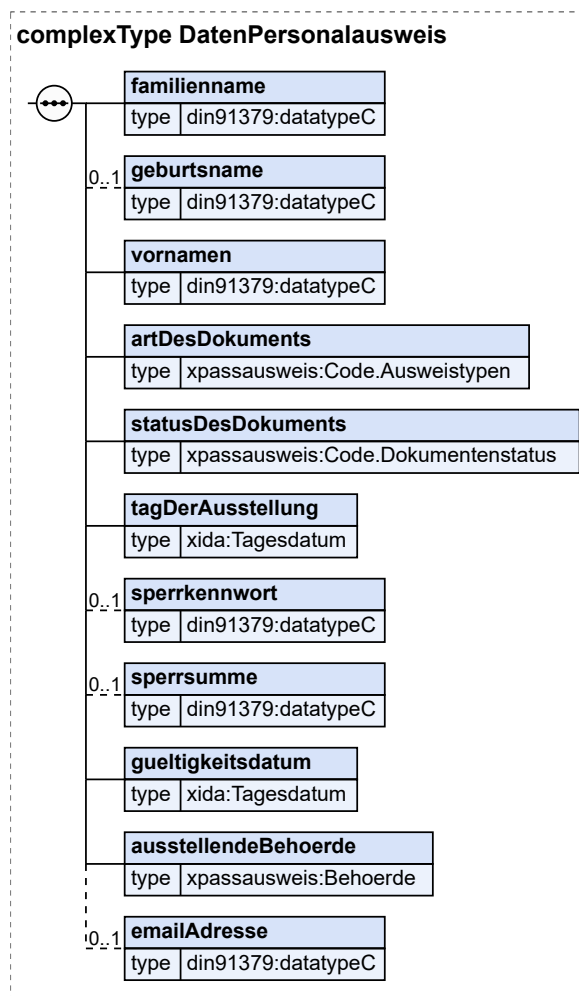 complexType DatenPersonalausweis
familienname
type din91379:datatypeC
0..1 geburtsname
type din91379:datatypeC
vornamen
type din91379:datatypeC
artDesDokuments
type xpassausweis:Code.Ausweistypen
statusDesDokuments
type xpassausweis:Code.Dokumentenstatus
tagDerAusstellung
type xida:Tagesdatum
0..1 sperrkennwort
type din91379:datatypeC
0..1 sperrsumme
type din91379:datatypeC
gueltigkeitsdatum
type xida:Tagesdatum
ausstellendeBehoerde
type xpassausweis:Behoerde
0..1 emailAdresse
type din91379:datatypeC